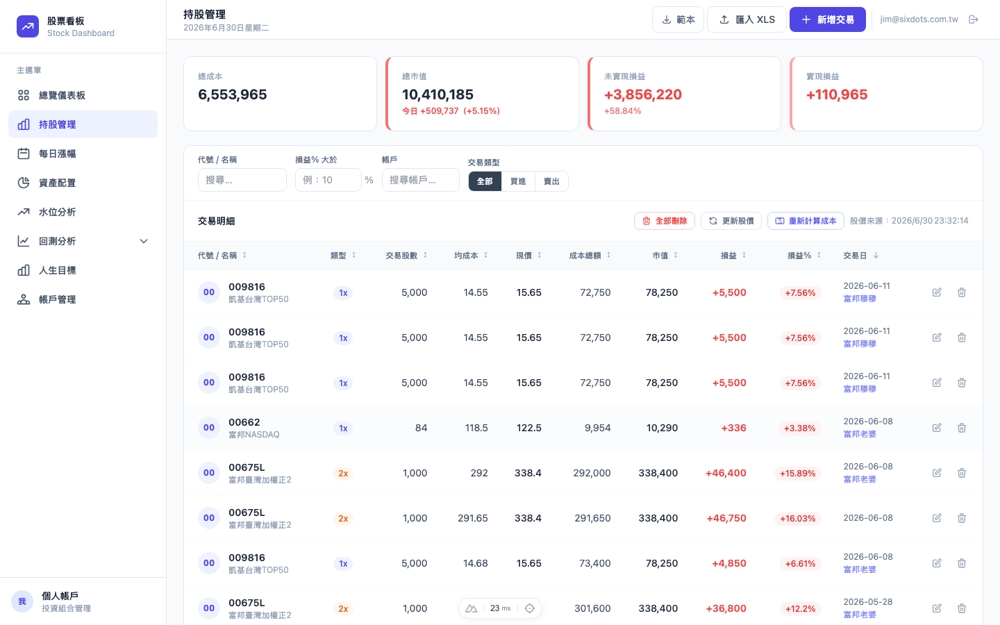 股票看板
Stock Dashboard
主選單
總覽儀表板
持股管理
每日漲幅
資產配置
水位分析
回測分析
人生目標
帳戶管理
我
個人帳戶
投資組合管理
持股管理
2026年6月30日星期二
範本
匯入 XLS
新增交易
jim@sixdots.com.tw
總成本
6,553,965
總市值
10,410,185
今日 +509,737（+5.15%）
未實現損益
+3,856,220
+58.84%
實現損益
+110,965
代號 / 名稱
搜尋...
損益% 大於
例：10 %
帳戶
搜尋帳戶...
交易類型
全部 買進 賣出
交易明細
全部刪除 更新股價 重新計算成本 股價來源：2026/6/30 23:32:14
代號 / 名稱 ↕ 類型 ↕ 交易股數 ↕ 均成本 ↕ 現價 ↕ 成本總額 ↕ 市值 ↕ 損益 ↕ 損益% ↕ 交易日 ↓
00 009816 1x 5,000 14.55 15.65 72,750 78,250 +5,500 +7.56% 2026-06-11
凱基台灣TOP50 富邦穆穆
00 009816 1x 5,000 14.55 15.65 72,750 78,250 +5,500 +7.56% 2026-06-11
凱基台灣TOP50 富邦穆穆
00 009816 1x 5,000 14.55 15.65 72,750 78,250 +5,500 +7.56% 2026-06-11
凱基台灣TOP50 富邦穆穆
00 00662 1x 84 118.5 122.5 9,954 10,290 +336 +3.38% 2026-06-08
富邦NASDAQ 富邦老婆
00 00675L 2x 1,000 292 338.4 292,000 338,400 +46,400 +15.89% 2026-06-08
富邦臺灣加權正2 富邦老婆
00 00675L 2x 1,000 291.65 338.4 291,650 338,400 +46,750 +16.03% 2026-06-08
富邦臺灣加權正2
00 009816 1x 5,000 14.68 15.65 73,400 78,250 +4,850 +6.61% 2026-06-08
凱基台灣TOP50 富邦老婆
00 00675L 2x 1,000 301,600 338,400 +36,800 +12.2% 2026-05-28
富邦臺灣加權正2 富邦老婆
23 ms